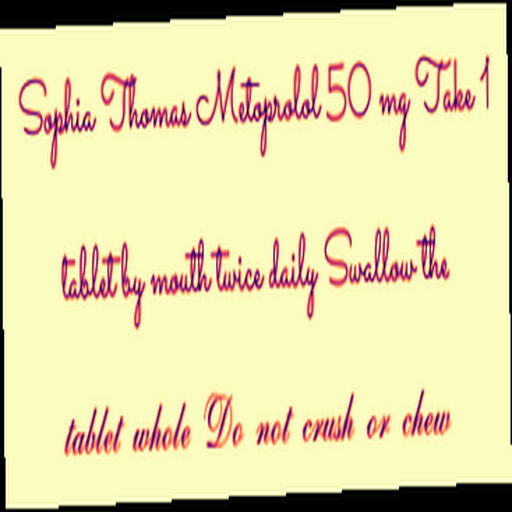 Sophia Thomas Metoprolol 50 mg Take 1
tablet by mouth twice daily Swallow the
tablet whole Do not crush or chew